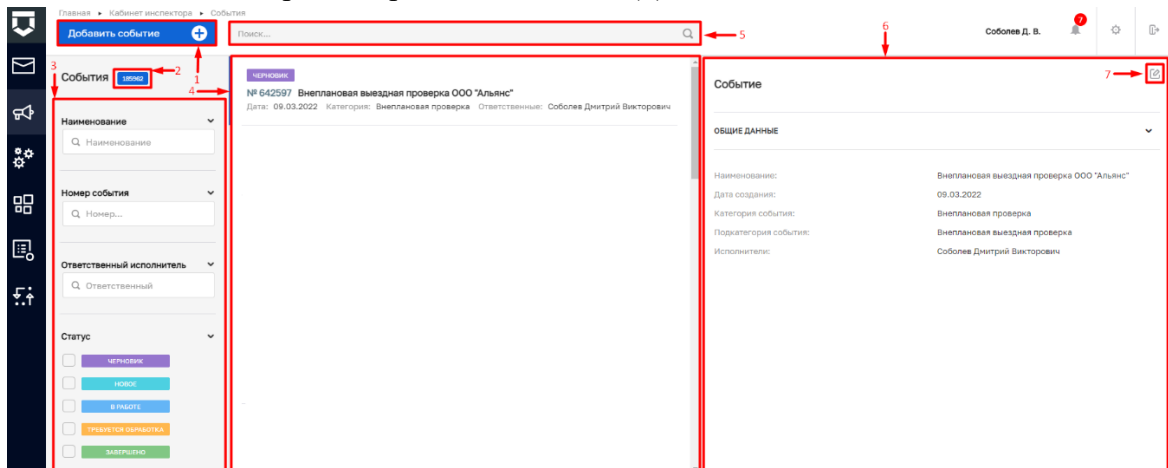 Главная ▸ Кабинет инспектора ▸ События
Добавить событие
Поиск...
5
6
Соболев Д. В.
7
3
События
185962
2
1
4
7
ЧЕРНОВИК
№ 642597 Внеплановая выездная проверка ООО "Альянс"
Дата: 09.03.2022 Категория: Внеплановая проверка Ответственные: Соболев Дмитрий Викторович
Событие
Наименование
Наименование
Номер события
Номер...
Ответственный исполнитель
Ответственный
Статус
ЧЕРНОВИК
НОВОЕ
В РАБОТЕ
ТРЕБУЕТСЯ ОБРАБОТКА
ЗАВЕРШЕНО
ОБЩИЕ ДАННЫЕ
Наименование: Внеплановая выездная проверка ООО "Альянс"
Дата создания: 09.03.2022
Категория события: Внеплановая проверка
Подкатегория события: Внеплановая выездная проверка
Исполнители: Соболев Дмитрий Викторович